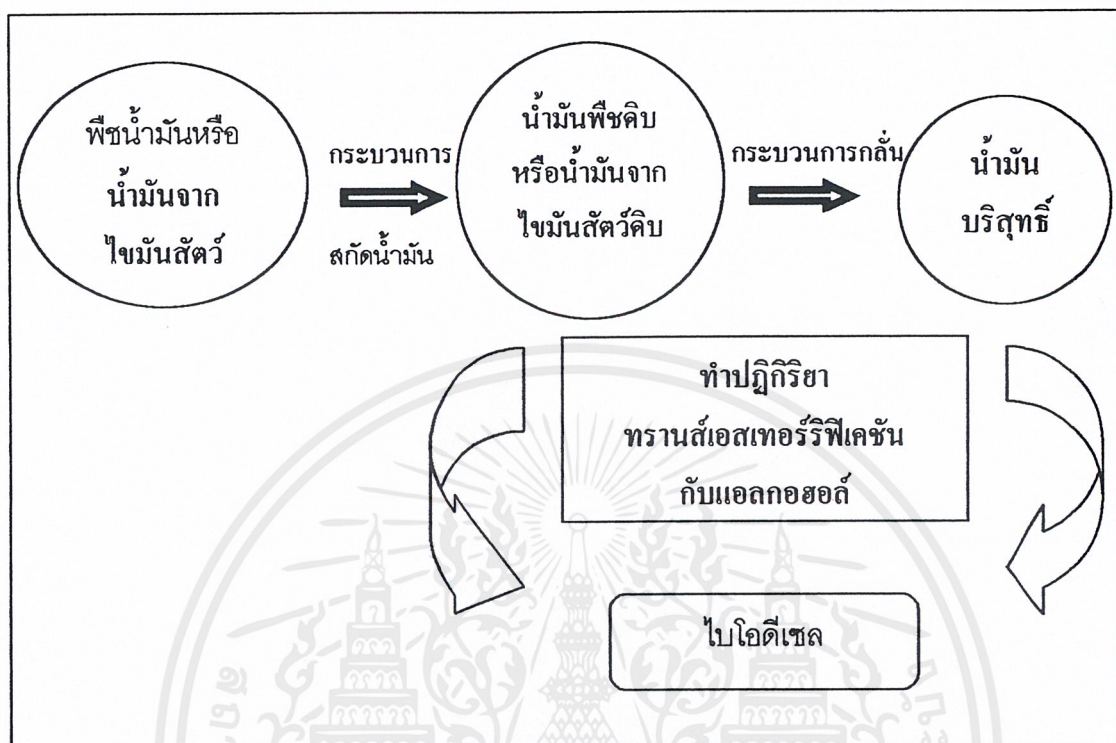 พืชน้ำมันหรือ
น้ำมันจาก
ไขมันสัตว์
กระบวนการ
สกัดน้ำมัน
น้ำมันพืชดิบ
หรือน้ำมันจาก
ไขมันสัตว์ดิบ
กระบวนการกลั่น
น้ำมัน
บริสุทธิ์
ทำปฏิกิริยา
ทรานส์เอสเทอร์ริฟิเคชัน
กับแอลกอฮอล์
ไบโอดีเซล